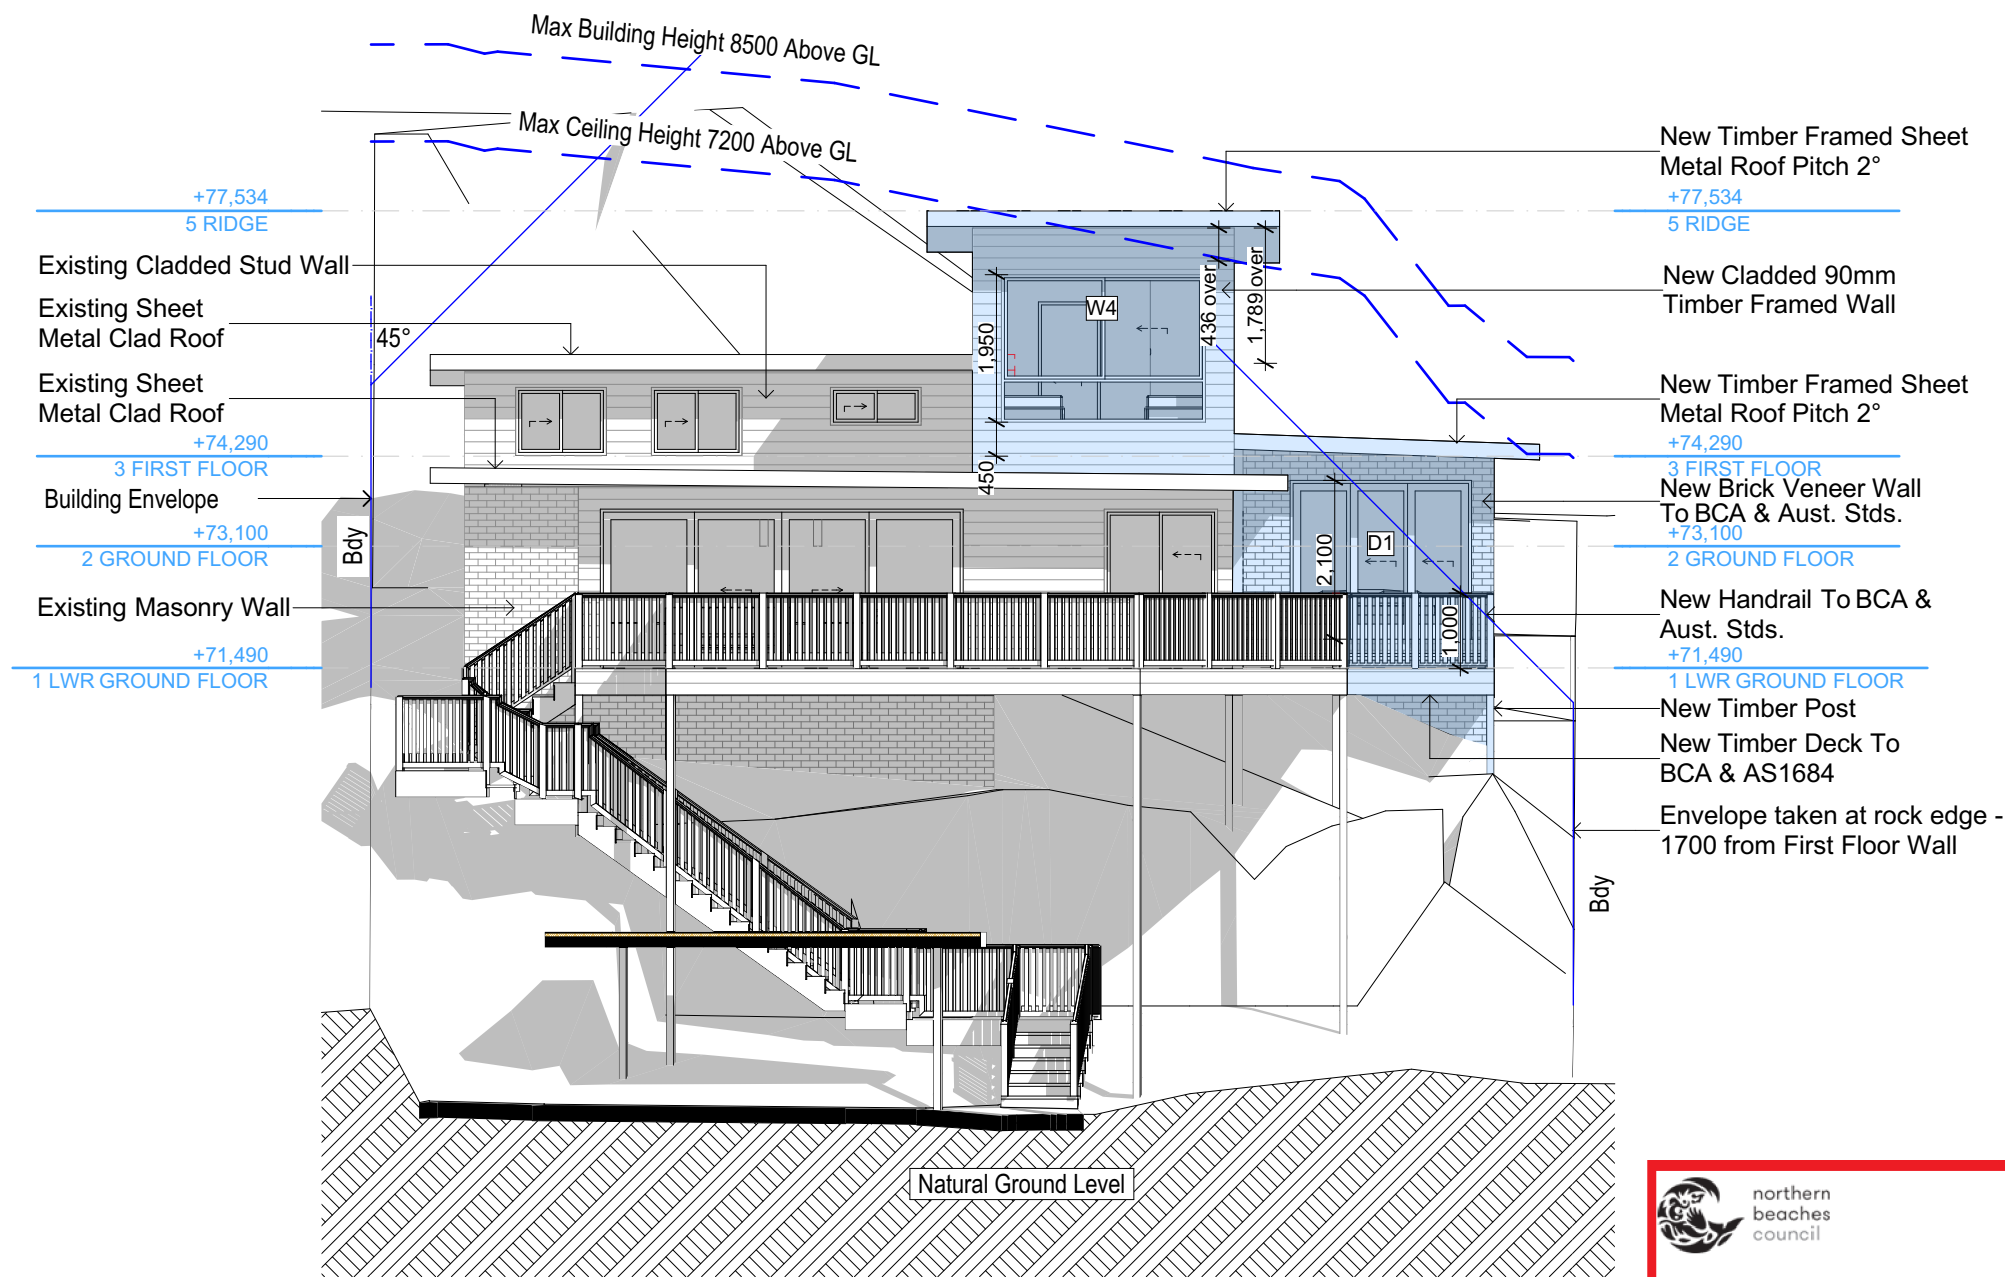 Max Building Height 8500 Above GL
Max Ceiling Height 7200 Above GL
+77,534
5 RIDGE
Existing Cladded Stud Wall
Existing Sheet
Metal Clad Roof
45°
Existing Sheet
Metal Clad Roof
+74,290
3 FIRST FLOOR
Building Envelope
+73,100
2 GROUND FLOOR
Bdy
Existing Masonry Wall
+71,490
1 LWR GROUND FLOOR
W4
1,950
450
436 over
1,789 over
D1
2,100
1,000
New Timber Framed Sheet
Metal Roof Pitch 2°
+77,534
5 RIDGE
New Cladded 90mm
Timber Framed Wall
New Timber Framed Sheet
Metal Roof Pitch 2°
+74,290
3 FIRST FLOOR
New Brick Veneer Wall
To BCA & Aust. Stds.
+73,100
2 GROUND FLOOR
New Handrail To BCA &
Aust. Stds.
+71,490
1 LWR GROUND FLOOR
New Timber Post
New Timber Deck To
BCA & AS1684
Envelope taken at rock edge -
1700 from First Floor Wall
Bdy
Natural Ground Level
northern
beaches
council